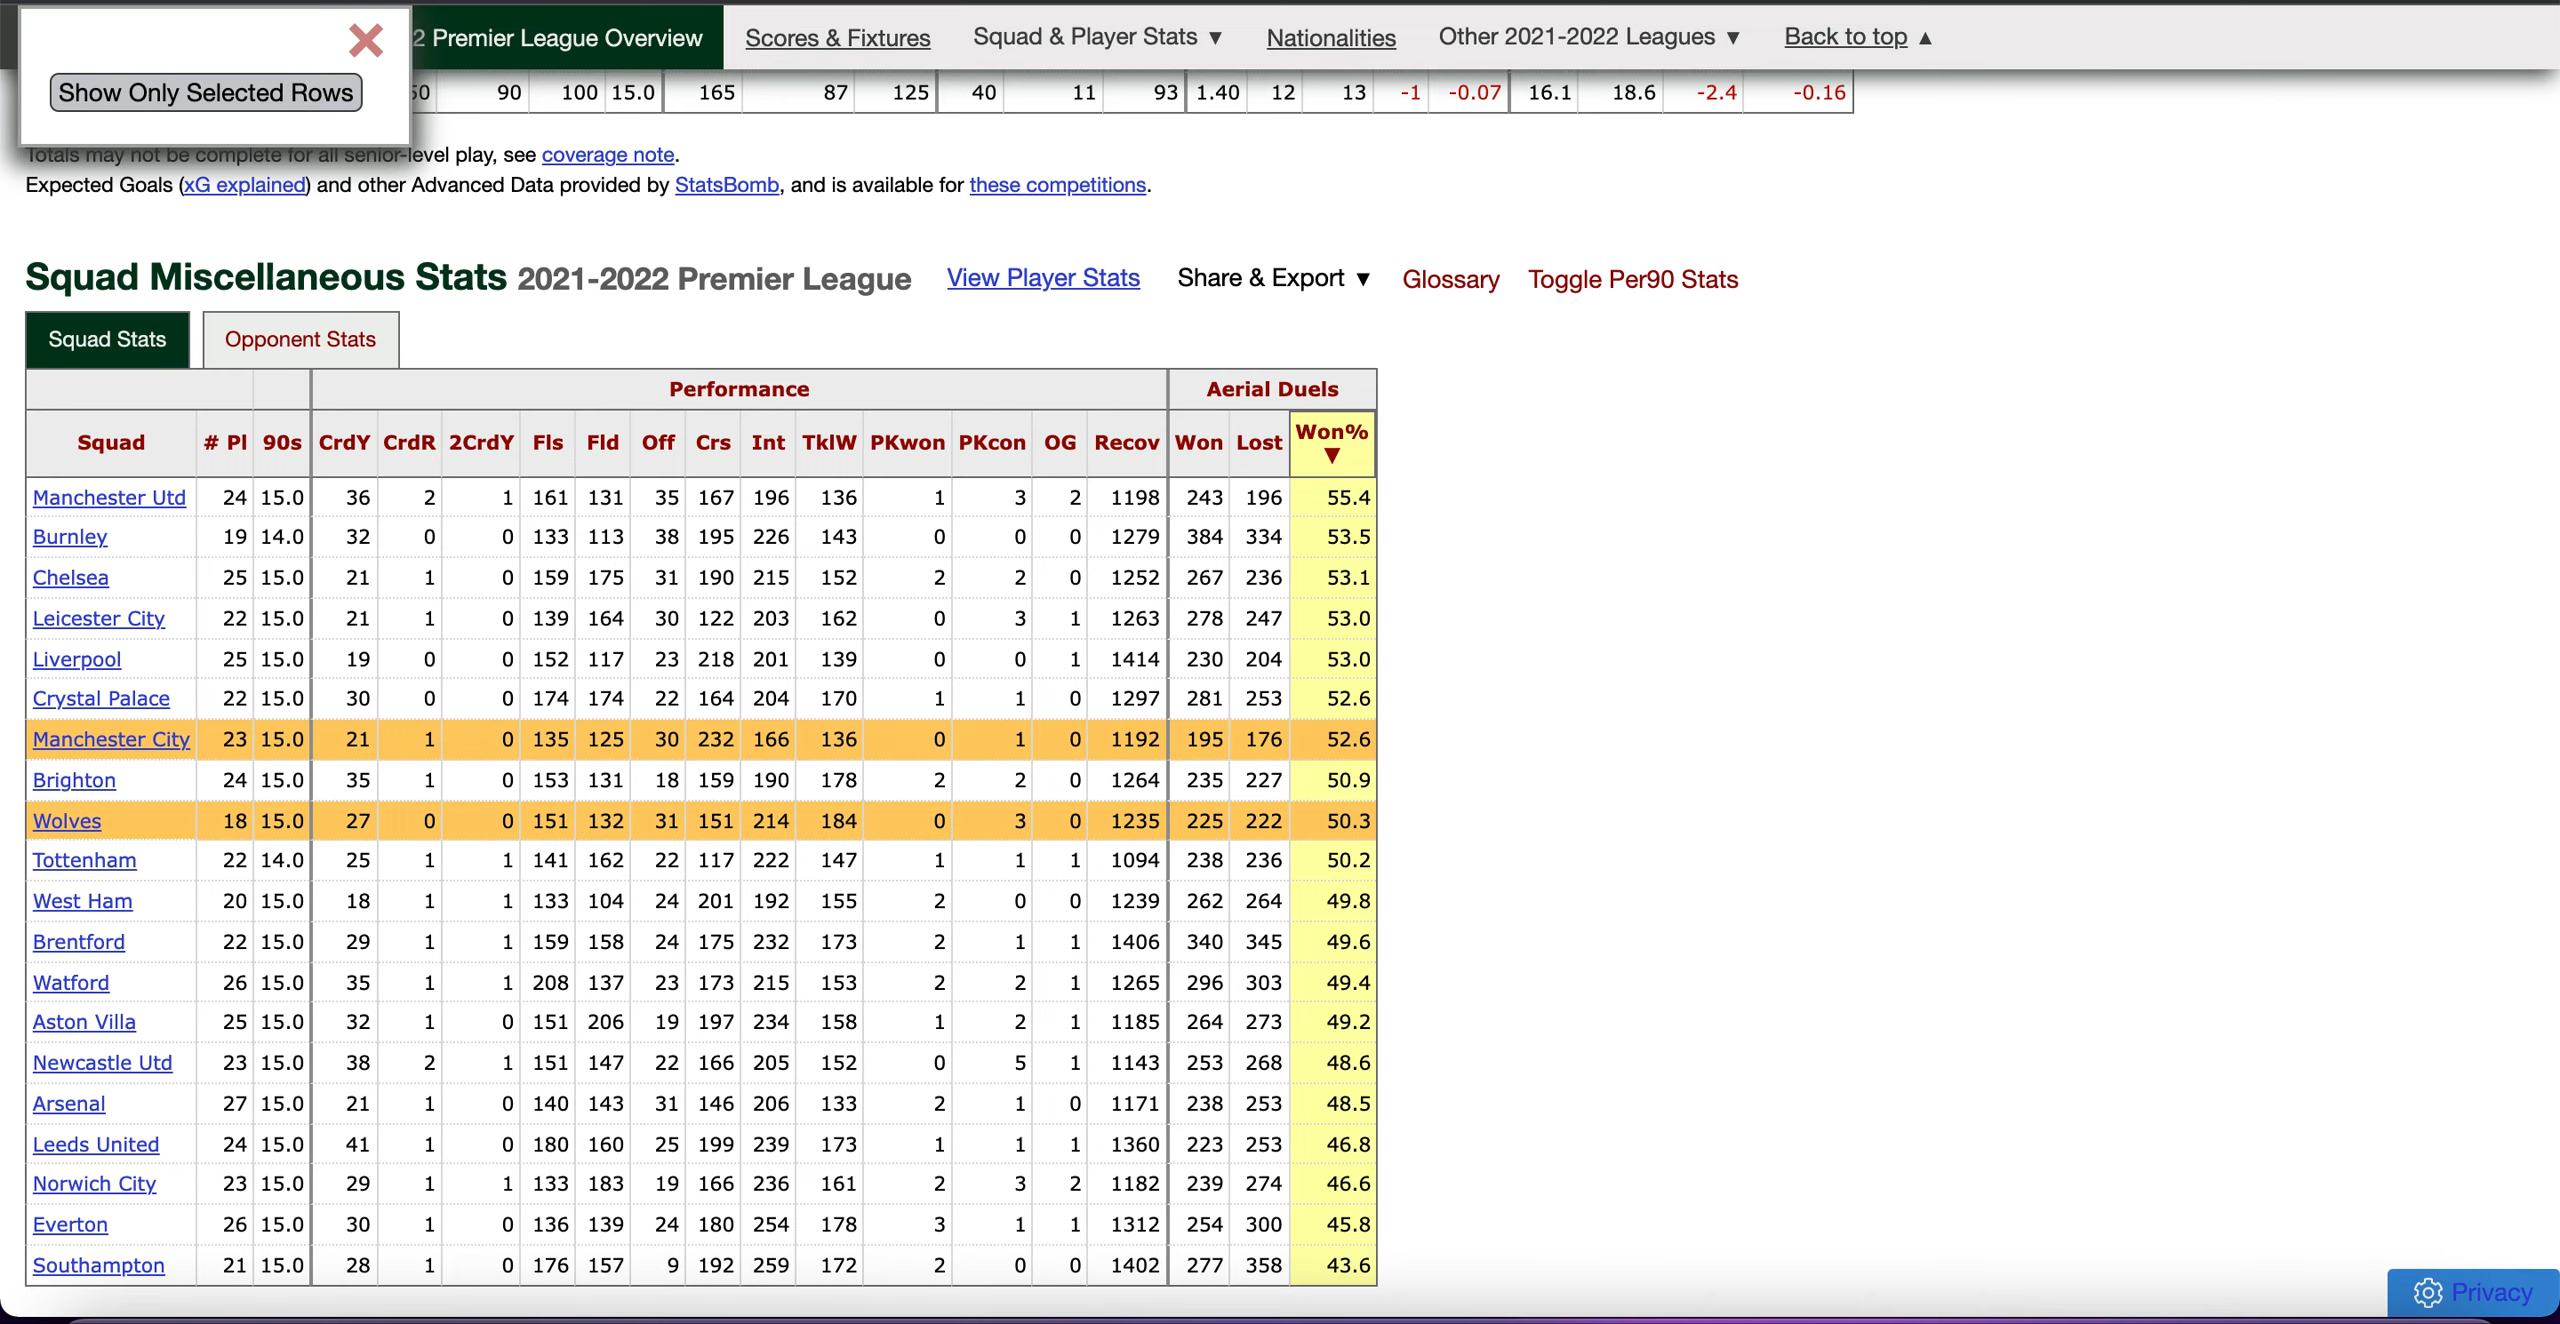 2 Premier League Overview Scores & Fixtures Squad & Player Stats ▼ Nationalities Other 2021-2022 Leagues ▼ Back to top ▲
Show Only Selected Rows
90 100 15.0 165 87 125 40 11 93 1.40 12 13 -1 -0.07 16.1 18.6 -2.4 -0.16
Totals may not be complete for all senior-level play, see coverage note.
Expected Goals (xG explained) and other Advanced Data provided by StatsBomb, and is available for these competitions.
Squad Miscellaneous Stats 2021-2022 Premier League View Player Stats Share & Export ▼ Glossary Toggle Per90 Stats
Squad Stats Opponent Stats
Performance Aerial Duels
Squad # Pl 90s CrdY CrdR 2CrdY Fls Fld Off Crs Int TklW PKwon PKcon OG Recov Won Lost Won% ▼
Manchester Utd 24 15.0 36 2 1 161 131 35 167 196 136 1 3 2 1198 243 196 55.4
Burnley 19 14.0 32 0 0 133 113 38 195 226 143 0 0 0 1279 384 334 53.5
Chelsea 25 15.0 21 1 0 159 175 31 190 215 152 2 2 0 1252 267 236 53.1
Leicester City 22 15.0 21 1 0 139 164 30 122 203 162 0 3 1 1263 278 247 53.0
Liverpool 25 15.0 19 0 0 152 117 23 218 201 139 0 0 1 1414 230 204 53.0
Crystal Palace 22 15.0 30 0 0 174 174 22 164 204 170 1 1 0 1297 281 253 52.6
Manchester City 23 15.0 21 1 0 135 125 30 232 166 136 0 1 0 1192 195 176 52.6
Brighton 24 15.0 35 1 0 153 131 18 159 190 178 2 2 0 1264 235 227 50.9
Wolves 18 15.0 27 0 0 151 132 31 151 214 184 0 3 0 1235 225 222 50.3
Tottenham 22 14.0 25 1 1 141 162 22 117 222 147 1 1 1 1094 238 236 50.2
West Ham 20 15.0 18 1 1 133 104 24 201 192 155 2 0 0 1239 262 264 49.8
Brentford 22 15.0 29 1 1 159 158 24 175 232 173 2 1 1 1406 340 345 49.6
Watford 26 15.0 35 1 1 208 137 23 173 215 153 2 2 1 1265 296 303 49.4
Aston Villa 25 15.0 32 1 0 151 206 19 197 234 158 1 2 1 1185 264 273 49.2
Newcastle Utd 23 15.0 38 2 1 151 147 22 166 205 152 0 5 1 1143 253 268 48.6
Arsenal 27 15.0 21 1 0 140 143 31 146 206 133 2 1 0 1171 238 253 48.5
Leeds United 24 15.0 41 1 0 180 160 25 199 239 173 1 1 1 1360 223 253 46.8
Norwich City 23 15.0 29 1 1 133 183 19 166 236 161 2 3 2 1182 239 274 46.6
Everton 26 15.0 30 1 0 136 139 24 180 254 178 3 1 1 1312 254 300 45.8
Southampton 21 15.0 28 1 0 176 157 9 192 259 172 2 0 0 1402 277 358 43.6
Privacy